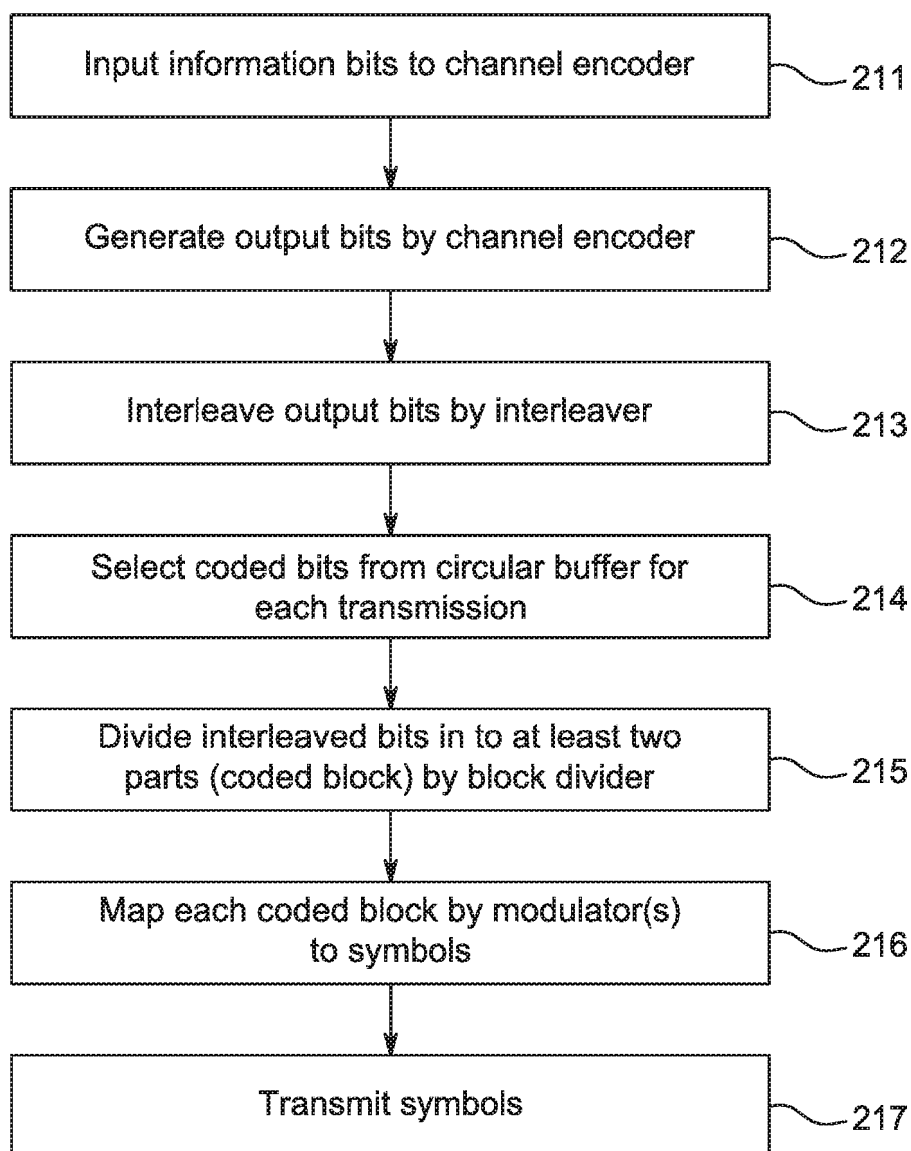 Input information bits to channel encoder
211
Generate output bits by channel encoder
212
Interleave output bits by interleaver
213
Select coded bits from circular buffer for
each transmission
214
Divide interleaved bits in to at least two
parts (coded block) by block divider
215
Map each coded block by modulator(s)
to symbols
216
Transmit symbols
217